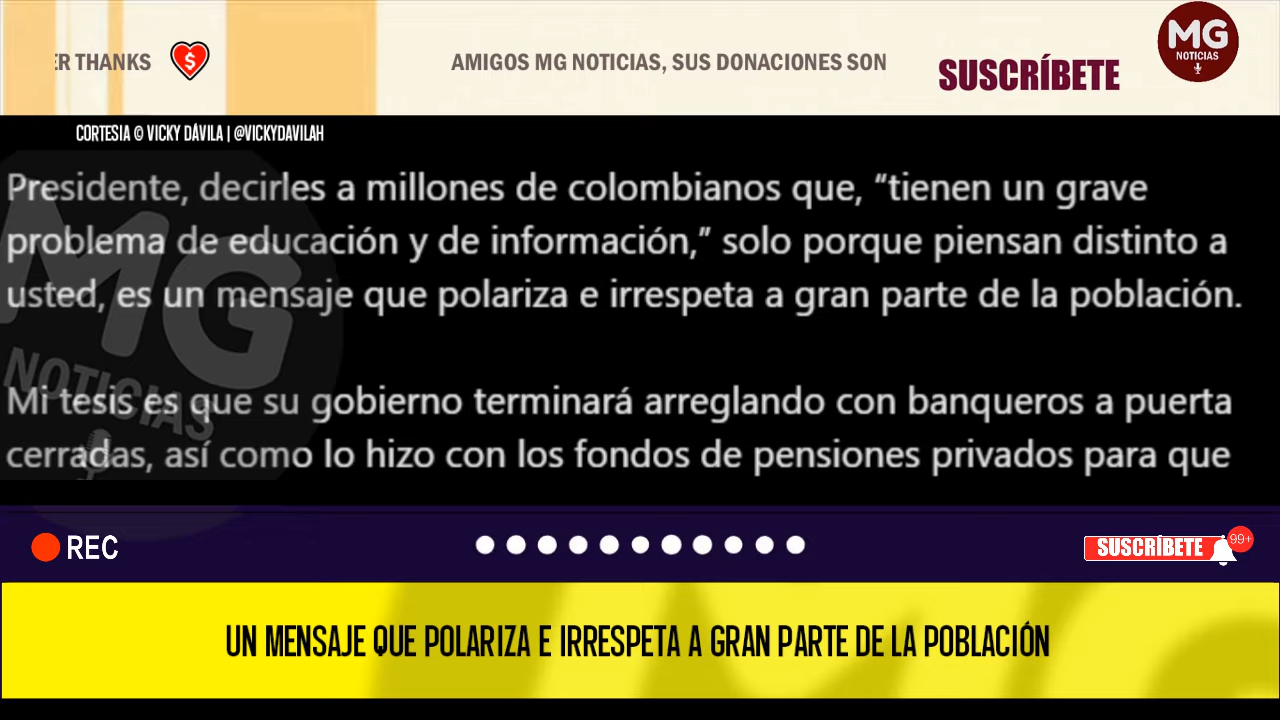 ER THANKS
AMIGOS MG NOTICIAS, SUS DONACIONES SON
SUSCRÍBETE
MG
NOTICIAS
CORTESIA © VICKY DÁVILA | @VICKYDAVILAH
Presidente, decirles a millones de colombianos que, “tienen un grave
problema de educación y de información,” solo porque piensan distinto a
usted, es un mensaje que polariza e irrespeta a gran parte de la población.
Mi tesis es que su gobierno terminará arreglando con banqueros a puerta
cerradas, así como lo hizo con los fondos de pensiones privados para que
MG
NOTICIAS
REC
SUSCRÍBETE
99+
UN MENSAJE QUE POLARIZA E IRRESPETA A GRAN PARTE DE LA POBLACIÓN